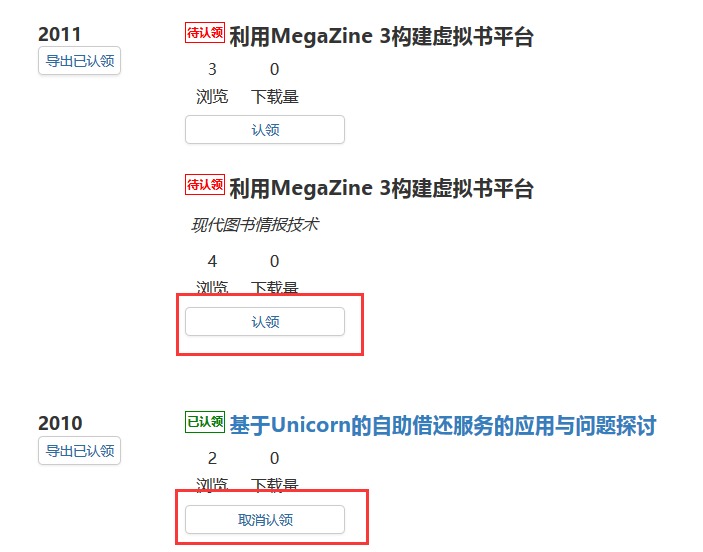 2011
导出已认领
待认领 利用MegaZine 3构建虚拟书平台
3 0
浏览 下载量
认领
待认领 利用MegaZine 3构建虚拟书平台
现代图书情报技术
4 0
浏览 下载量
认领
2010
导出已认领
已认领 基于Unicorn的自助借还服务的应用与问题探讨
2 0
浏览 下载量
取消认领